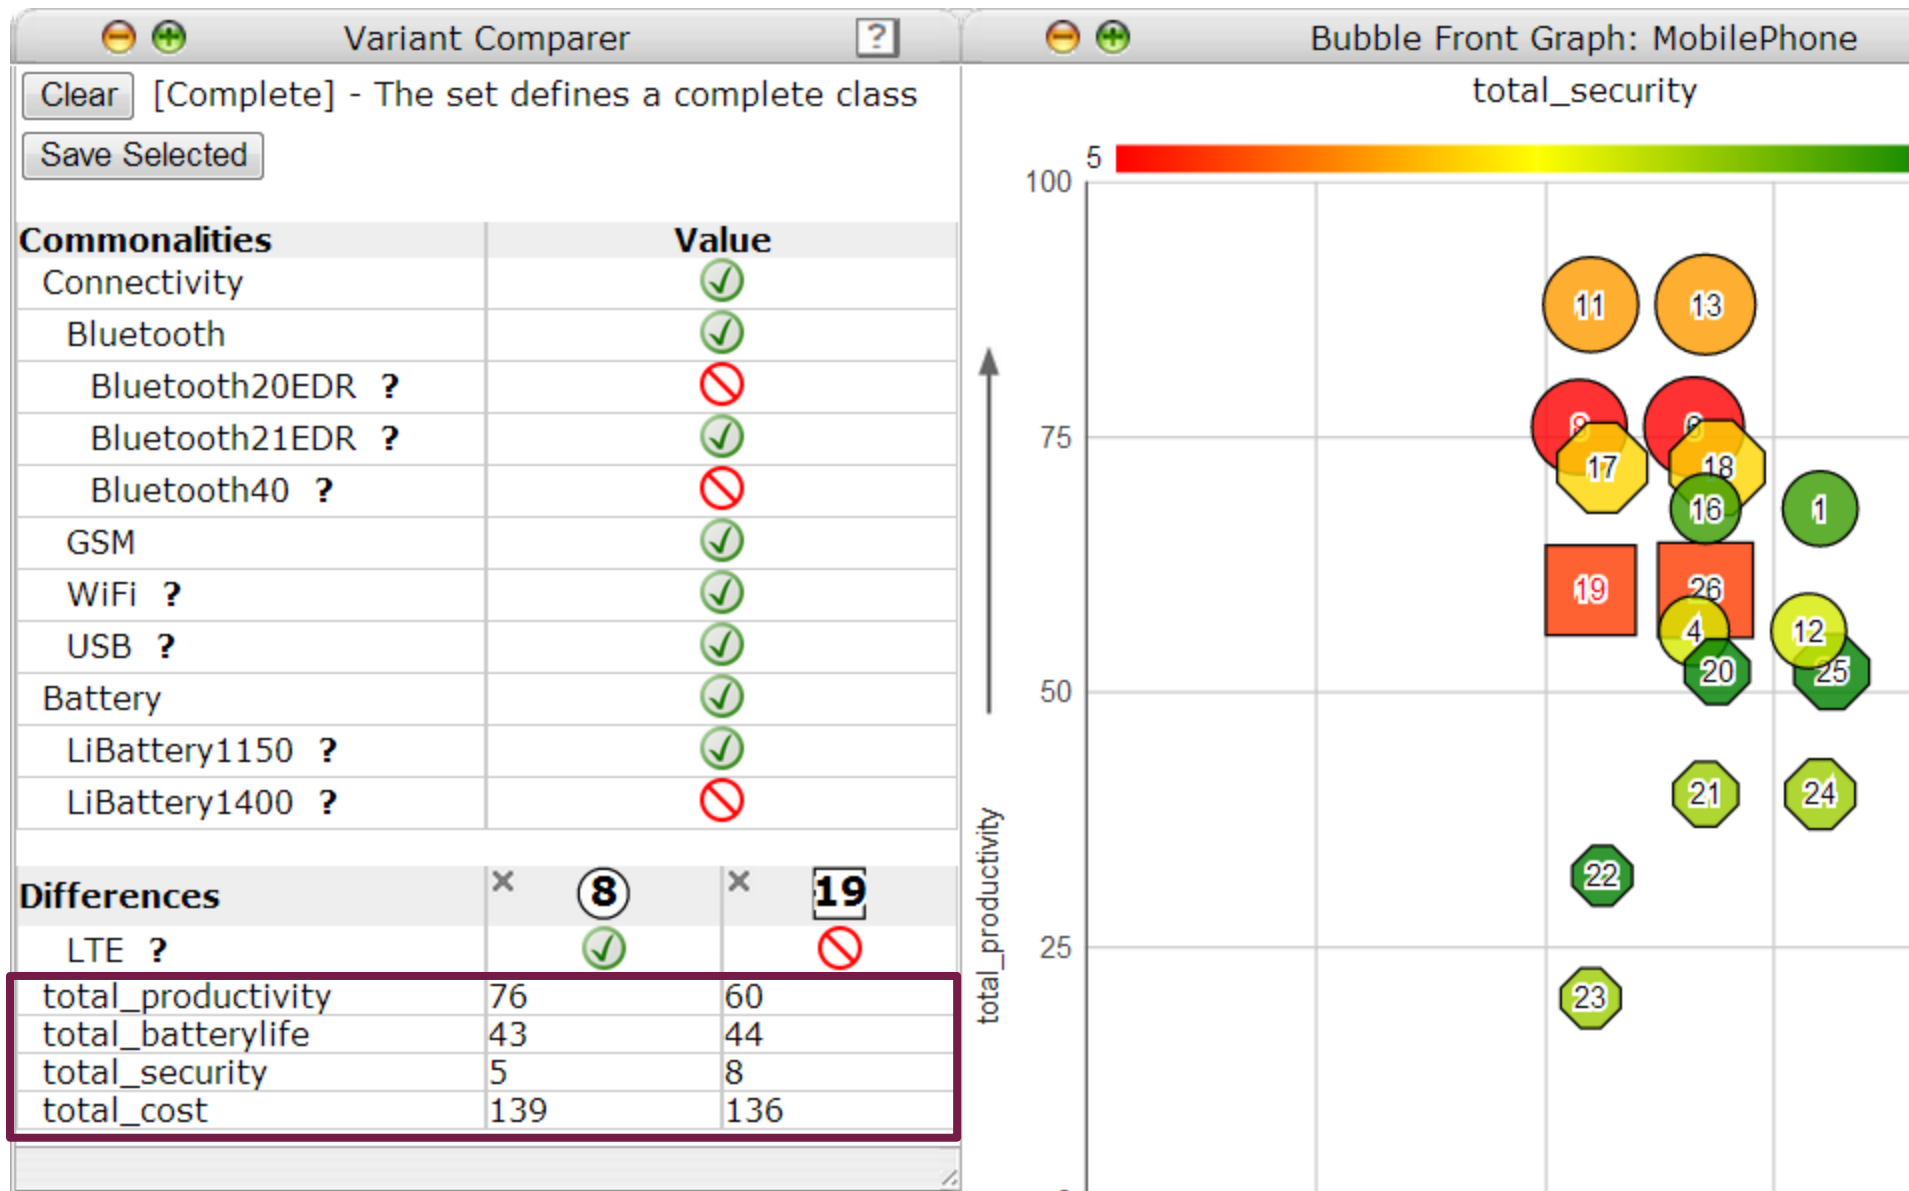 Variant Comparer
?
Clear
[Complete] - The set defines a complete class
Save Selected
Commonalities Value
Connectivity
Bluetooth
Bluetooth20EDR ?
Bluetooth21EDR ?
Bluetooth40 ?
GSM
WiFi ?
USB ?
Battery
LiBattery1150 ?
LiBattery1400 ?
Differences × 8 × 19
LTE ?
total_productivity 76 60
total_batterylife 43 44
total_security 5 8
total_cost 139 136
Bubble Front Graph: MobilePhone
total_security
5
100
11 13
75
8
17 18
16 1
19 26
4 12
20 25
50
21 24
22
25
23
total_productivity